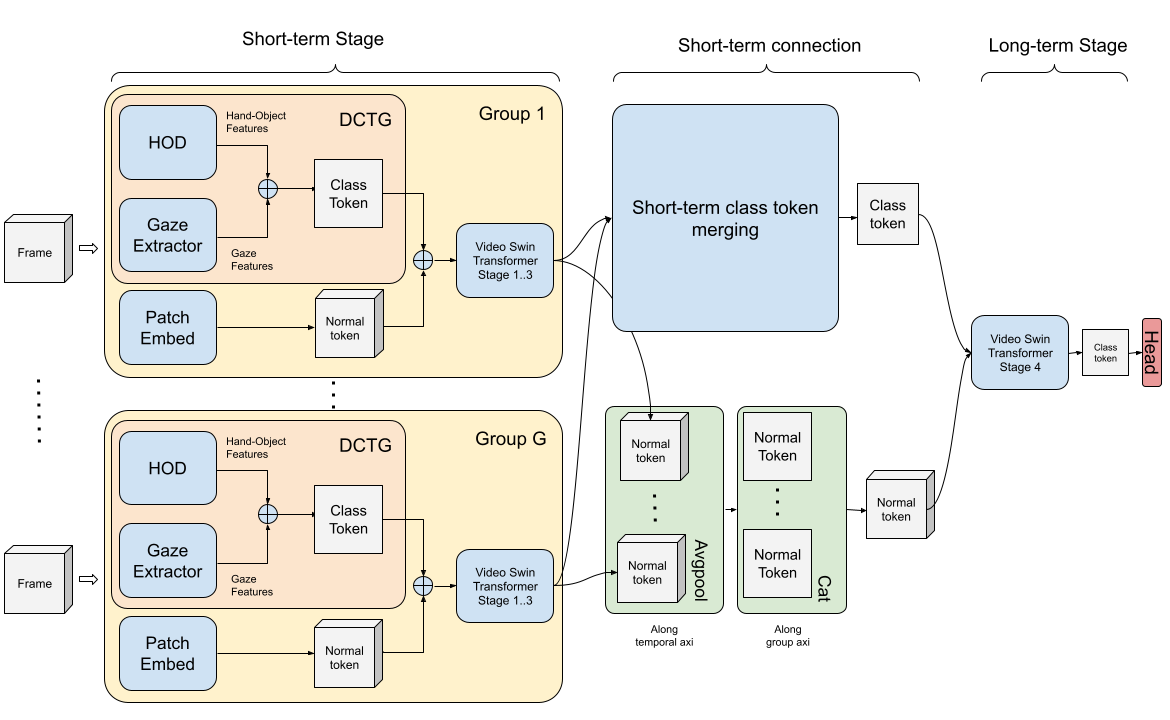 Short-term Stage
Short-term connection
Long-term Stage
Group 1
DCTG
HOD
Hand-Object
Features
Class
Token
Gaze
Extractor
Gaze
Features
Frame
Video Swin
Transformer
Stage 1..3
Patch
Embed
Normal
token
Short-term class token
merging
Class
token
Video Swin
Transformer
Stage 4
Class
token
Head
Group G
DCTG
HOD
Hand-Object
Features
Class
Token
Gaze
Extractor
Gaze
Features
Frame
Video Swin
Transformer
Stage 1..3
Patch
Embed
Normal
token
Normal
token
Normal
token
Avgpool
Along
temporal axi
Normal
Token
Normal
Token
Cat
Along
group axi
Normal
token